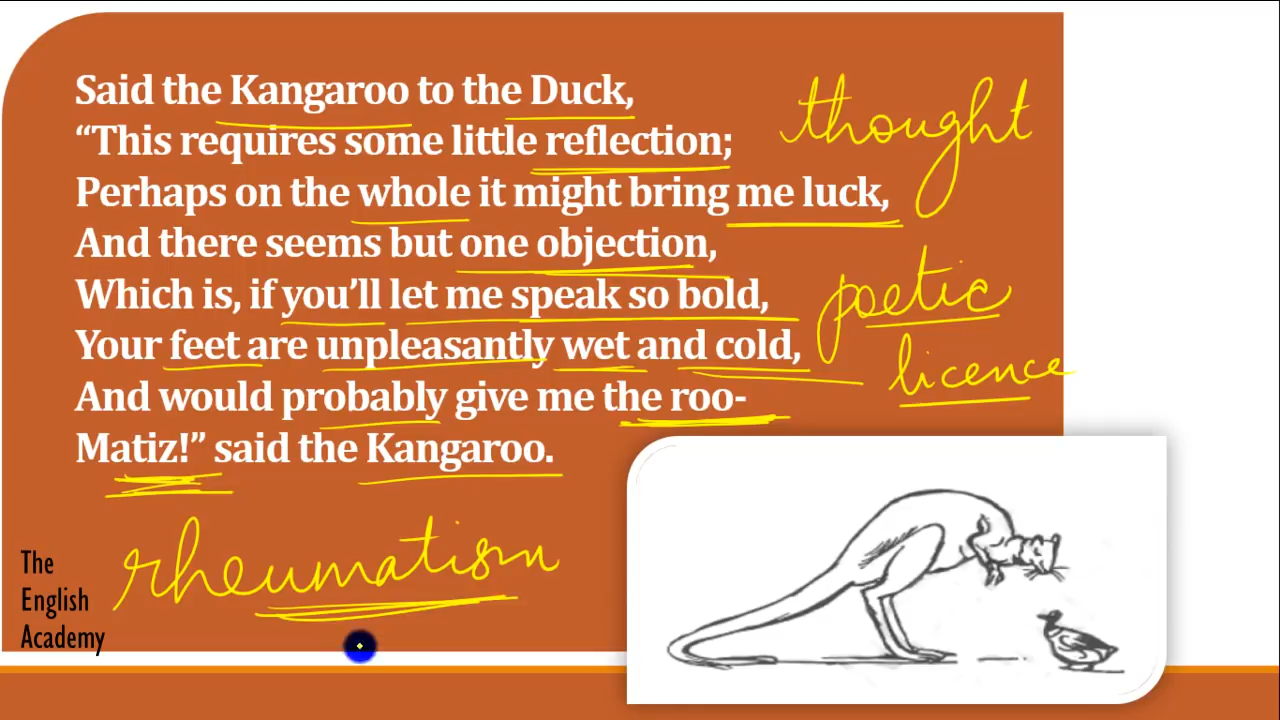 Said the Kangaroo to the Duck,
“This requires some little reflection;
Perhaps on the whole it might bring me luck,
And there seems but one objection,
Which is, if you’ll let me speak so bold,
Your feet are unpleasantly wet and cold,
And would probably give me the roo-
Matiz!” said the Kangaroo.
thought
poetic
licence
rheumatism
The
English
Academy